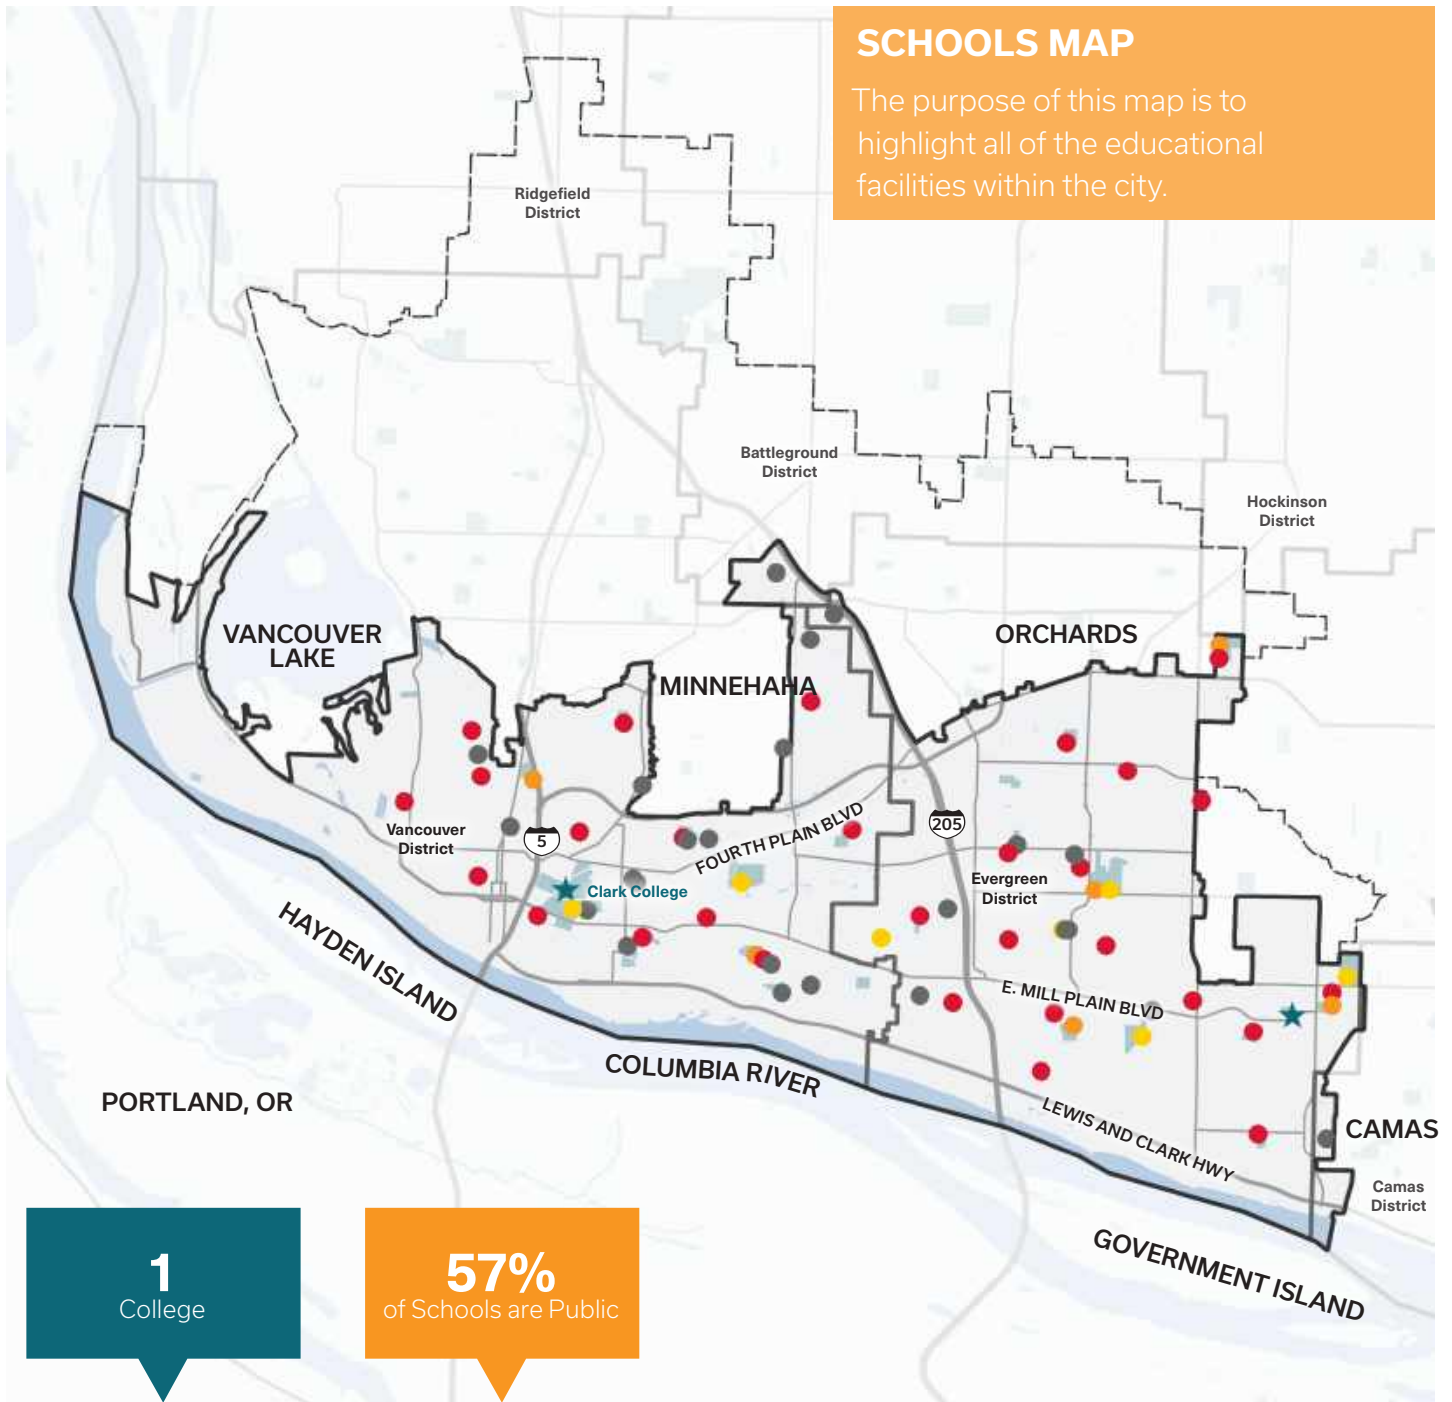 SCHOOLS MAP
The purpose of this map is to
highlight all of the educational
facilities within the city.
Ridgefield
District
Battleground
District
Hockinson
District
VANCOUVER
LAKE
MINNEHAHA
ORCHARDS
Vancouver
District
5
205
FOURTH PLAIN BLVD
Clark College
Evergreen
District
HAYDEN ISLAND
E. MILL PLAIN BLVD
COLUMBIA RIVER
PORTLAND, OR
LEWIS AND CLARK HWY
CAMAS
Camas
District
GOVERNMENT ISLAND
1
College
57%
of Schools are Public